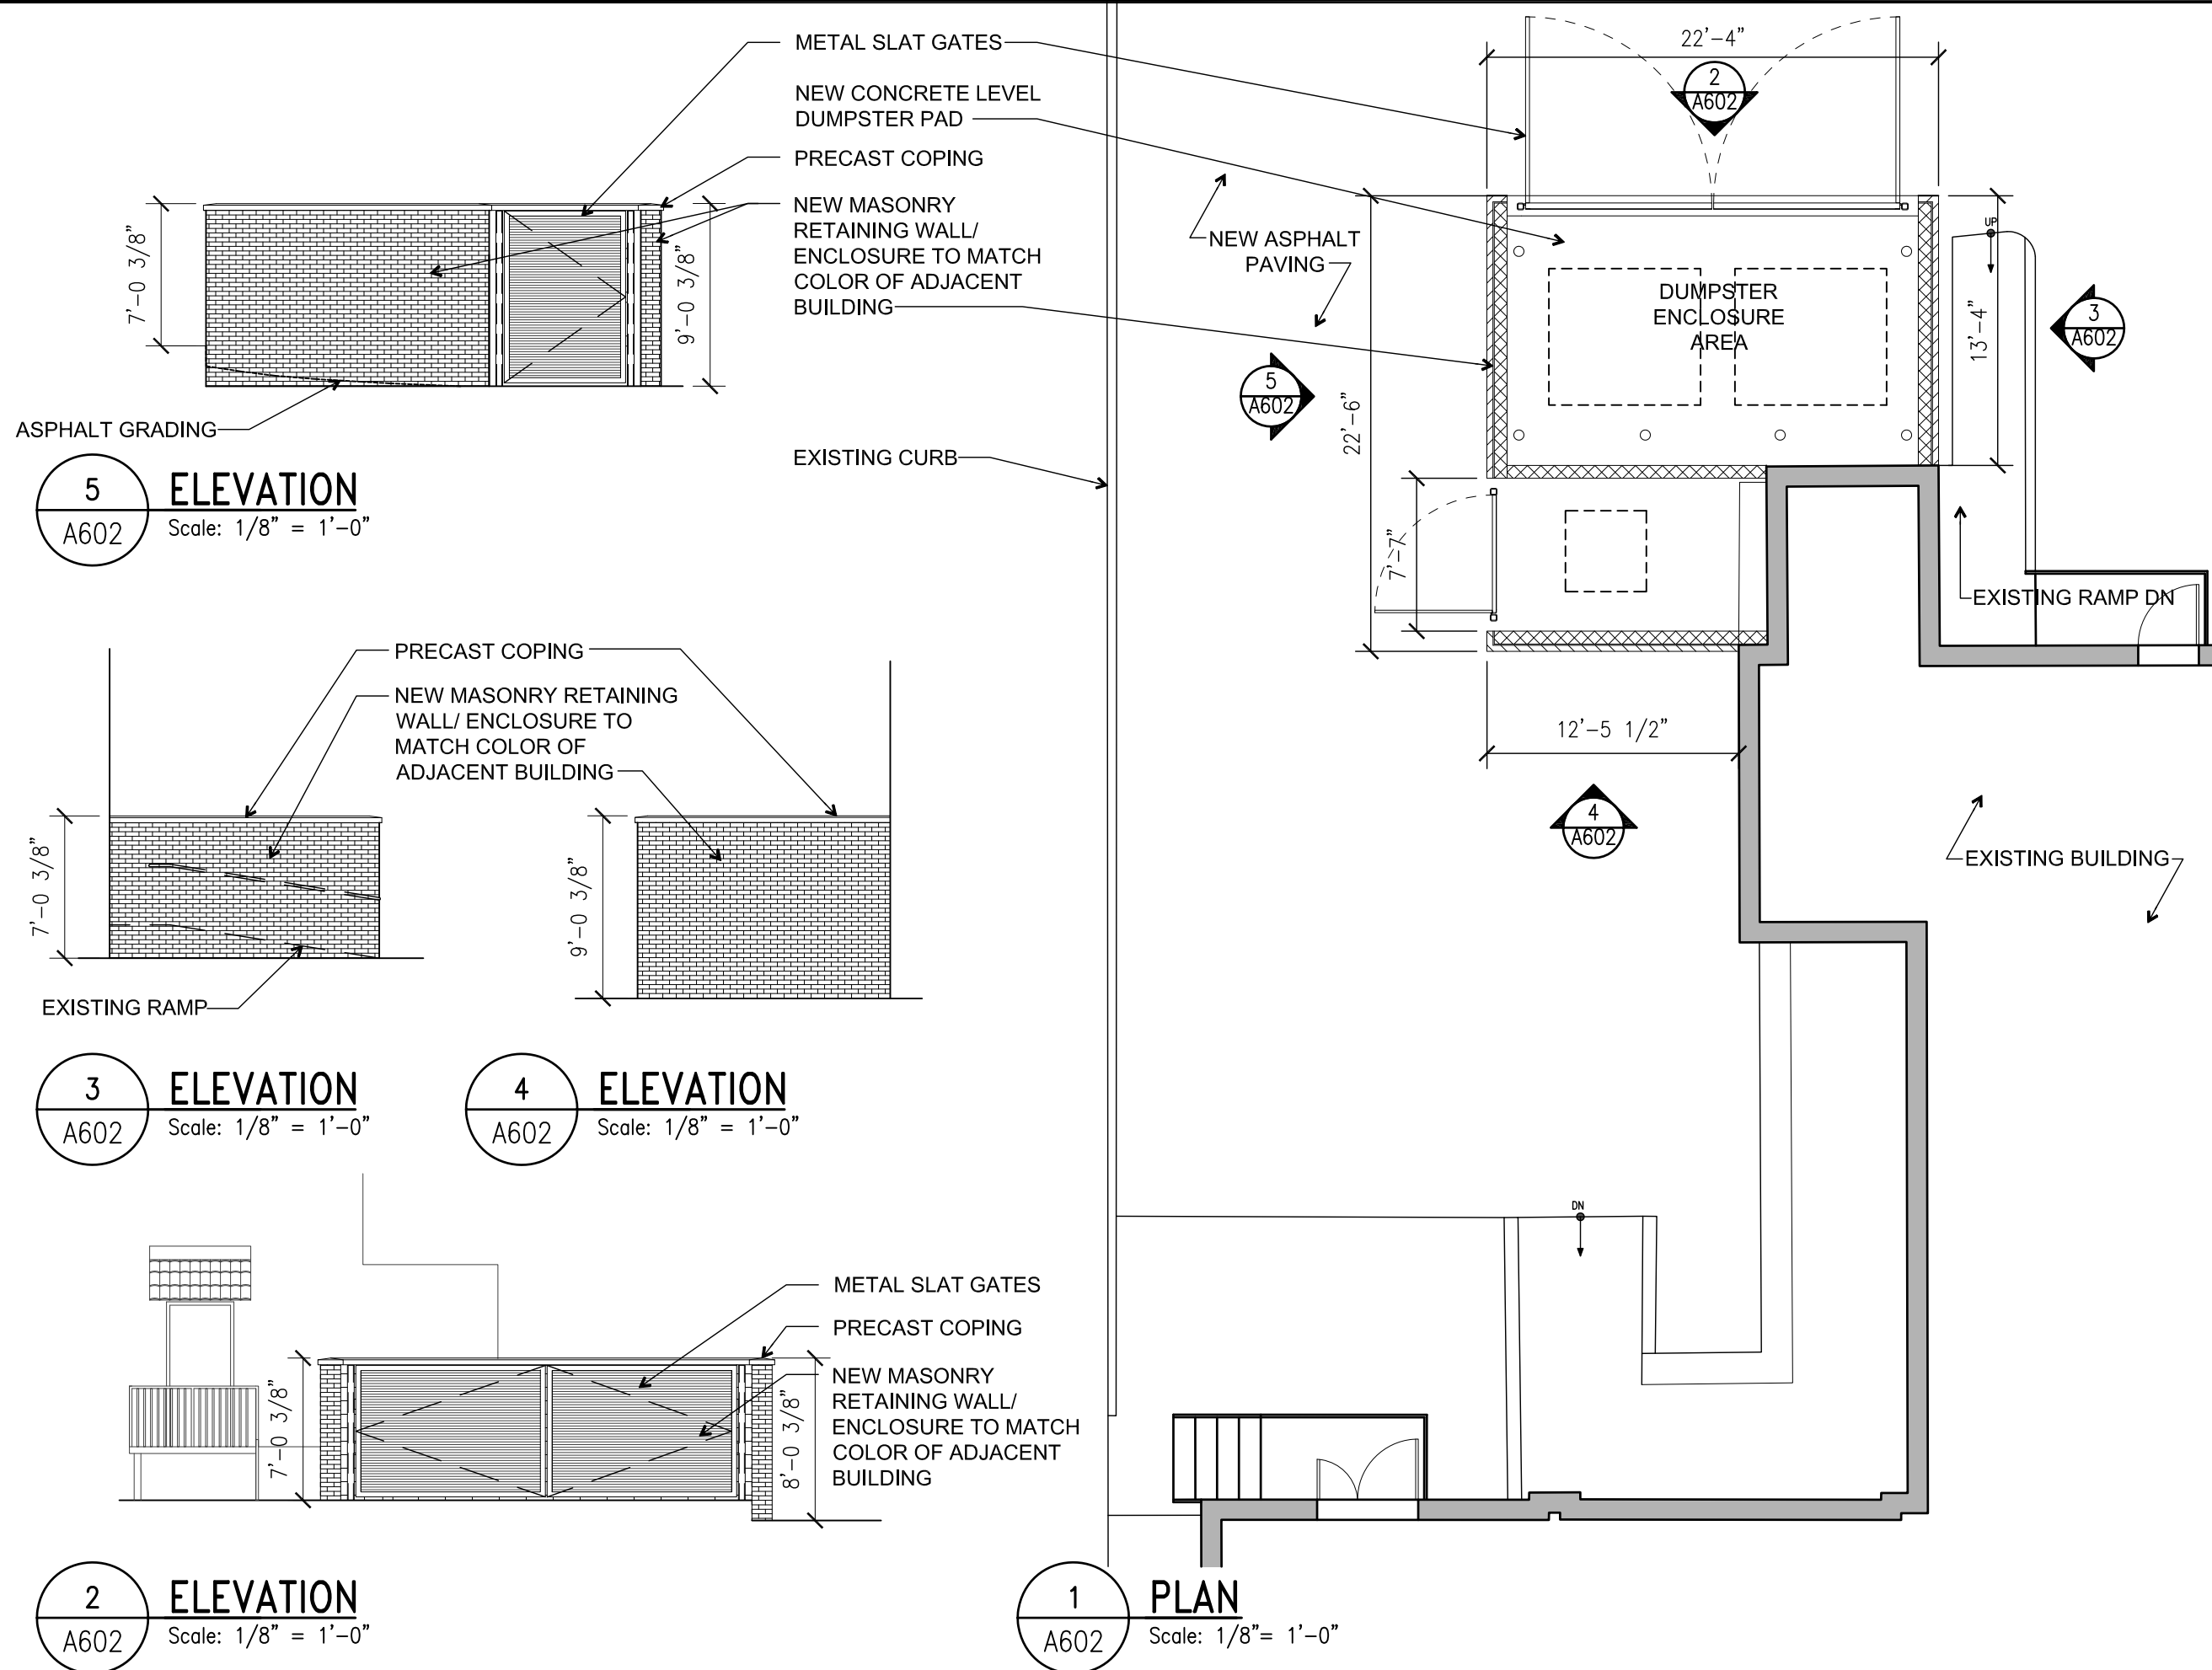 METAL SLAT GATES
NEW CONCRETE LEVEL
DUMPSTER PAD
PRECAST COPING
NEW MASONRY
RETAINING WALL/
ENCLOSURE TO MATCH
COLOR OF ADJACENT
BUILDING
7'-0 3/8"
9'-0 3/8"
ASPHALT GRADING
5
A602
ELEVATION
Scale: 1/8" = 1'-0"
EXISTING CURB
PRECAST COPING
NEW MASONRY RETAINING
WALL/ ENCLOSURE TO
MATCH COLOR OF
ADJACENT BUILDING
7'-0 3/8"
9'-0 3/8"
EXISTING RAMP
3
A602
ELEVATION
Scale: 1/8" = 1'-0"
4
A602
ELEVATION
Scale: 1/8" = 1'-0"
METAL SLAT GATES
PRECAST COPING
NEW MASONRY
RETAINING WALL/
ENCLOSURE TO MATCH
COLOR OF ADJACENT
BUILDING
7'-0 3/8"
8'-0 3/8"
2
A602
ELEVATION
Scale: 1/8" = 1'-0"
22'-4"
2
A602
NEW ASPHALT
PAVING
UP
DUMPSTER
ENCLOSURE
AREA
13'-4"
3
A602
5
A602
22'-6"
7'-7"
EXISTING RAMP DN
12'-5 1/2"
4
A602
EXISTING BUILDING
DN
1
A602
PLAN
Scale: 1/8"= 1'-0"